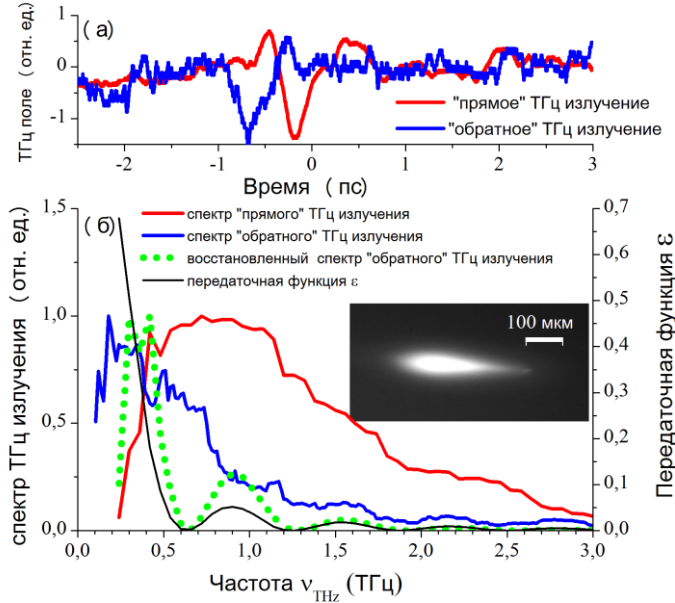 (а)
ТГц поле (отн. ед.)
1
0
-1
"прямое" ТГц излучение
"обратное" ТГц излучение
-2
-1
0
1
2
3
Время (пс)
(б)
спектр "прямого" ТГц излучения
спектр "обратного" ТГц излучения
восстановленный спектр "обратного" ТГц излучения
передаточная функция ε
100 мкм
спектр ТГц излучения (отн. ед.)
1,5
1,0
0,5
0,0
Передаточная функция ε
0,7
0,6
0,5
0,4
0,3
0,2
0,1
0,0
0,0
0,5
1,0
1,5
2,0
2,5
3,0
Частота ν_THz (ТГц)